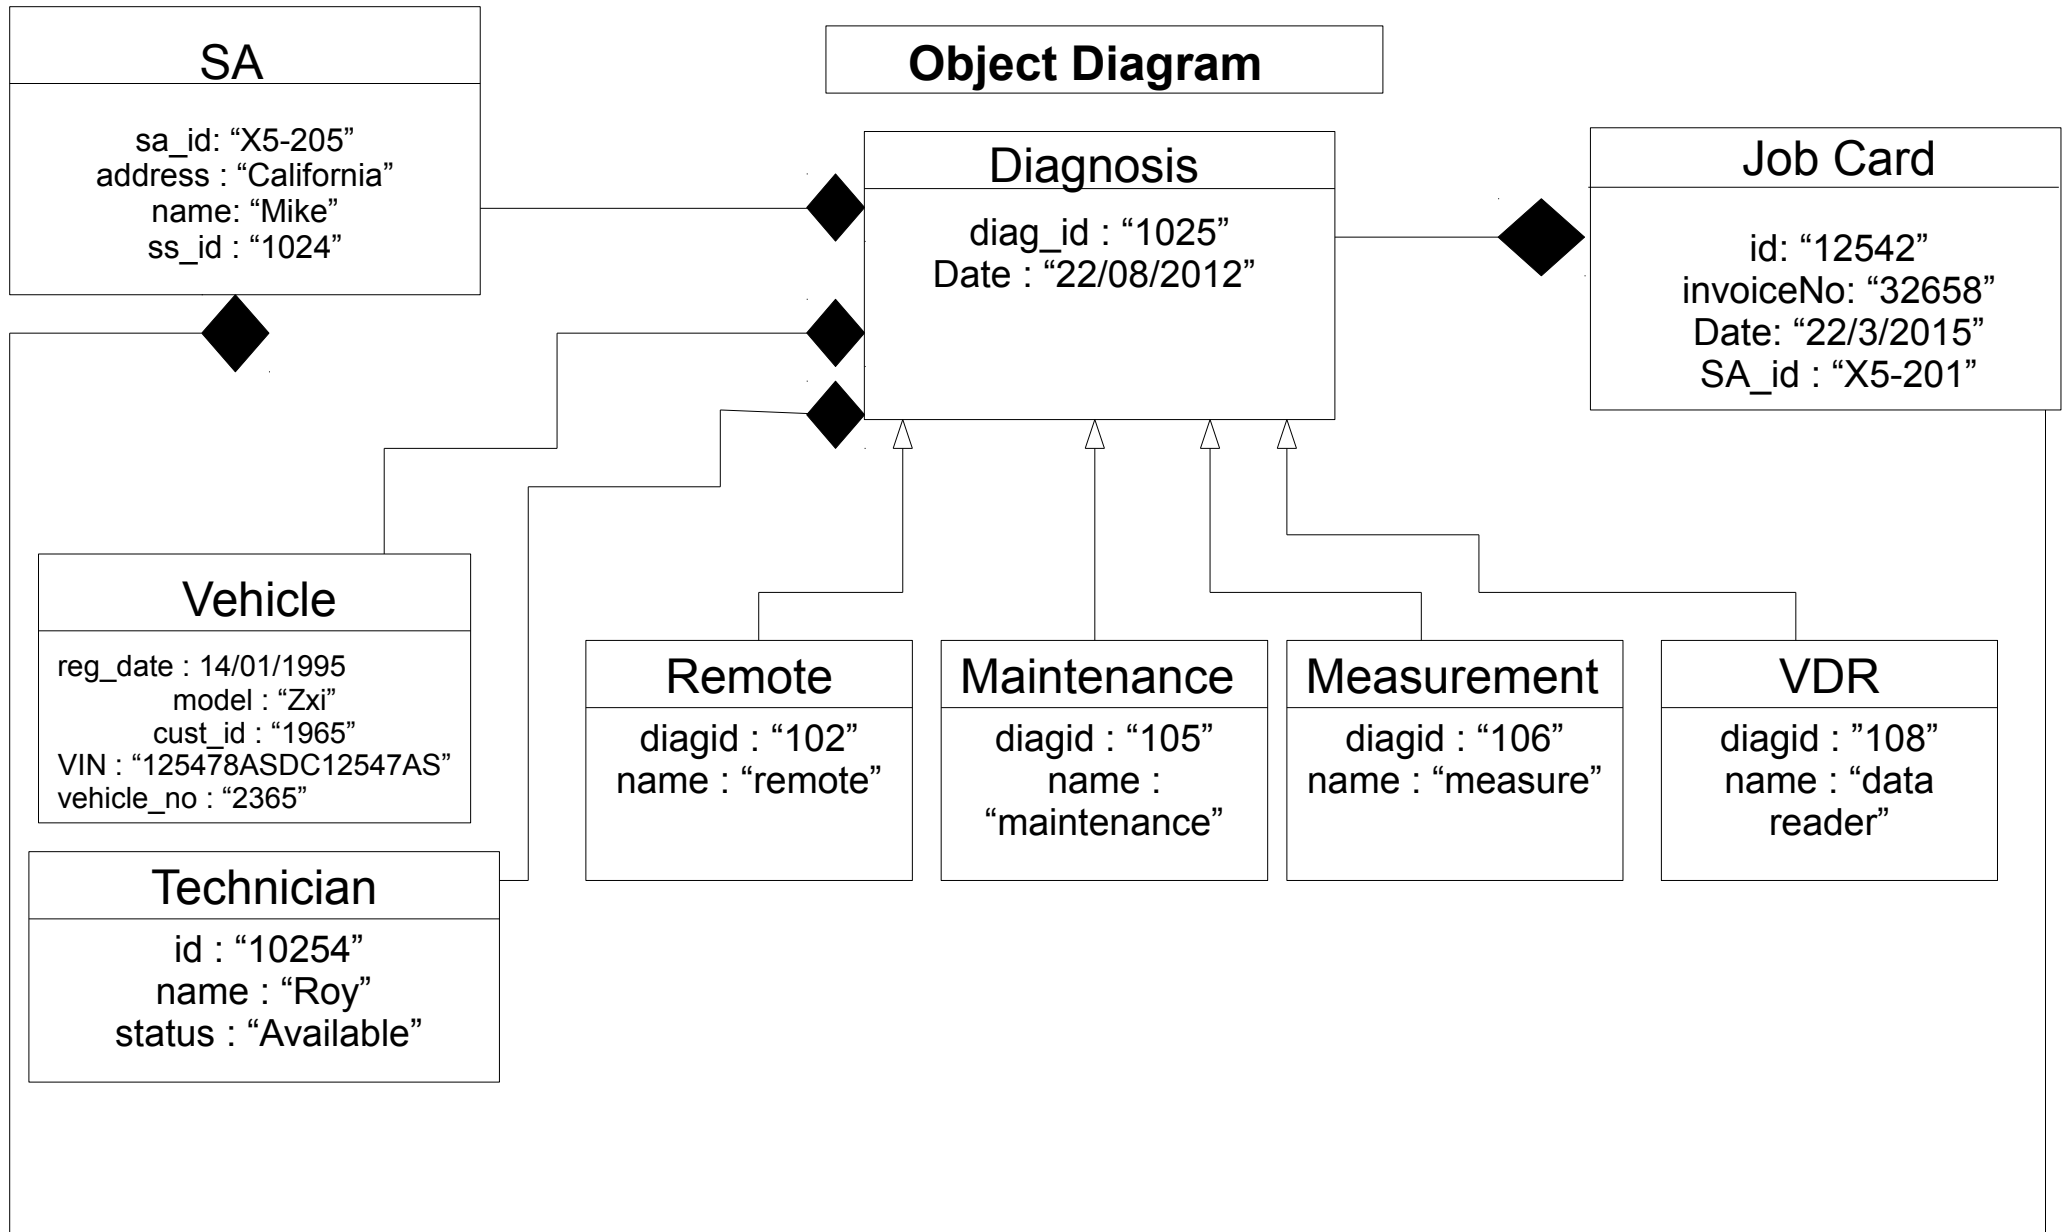 SA
sa_id: “X5-205”
address : “California”
name: “Mike”
ss_id : “1024”
Object Diagram
Diagnosis
diag_id : “1025”
Date : “22/08/2012”
Job Card
id: “12542”
invoiceNo: “32658”
Date: “22/3/2015”
SA_id : “X5-201”
Vehicle
reg_date : 14/01/1995
model : “Zxi”
cust_id : “1965”
VIN : “125478ASDC12547AS”
vehicle_no : “2365”
Technician
id : “10254”
name : “Roy”
status : “Available”
Remote
diagid : “102”
name : “remote”
Maintenance
diagid : “105”
name :
“maintenance”
Measurement
diagid : “106”
name : “measure”
VDR
diagid : ”108”
name : “data
reader”